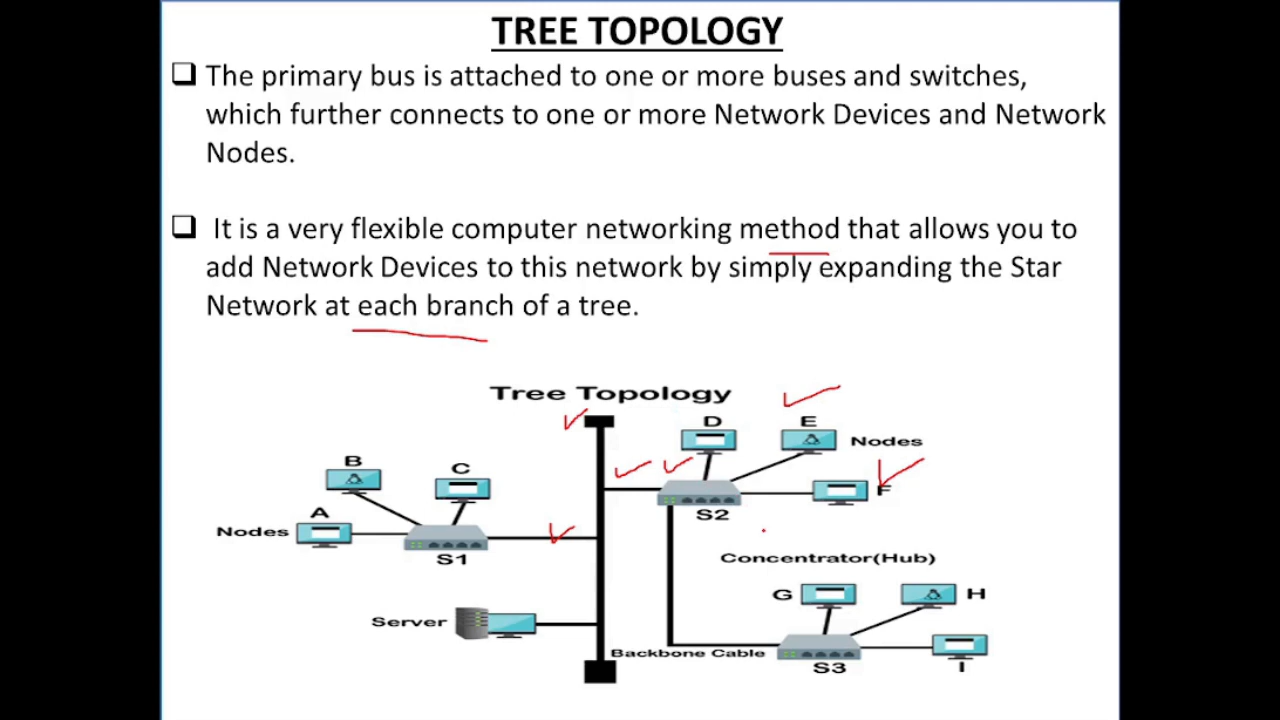 TREE TOPOLOGY
The primary bus is attached to one or more buses and switches,
which further connects to one or more Network Devices and Network
Nodes.
It is a very flexible computer networking method that allows you to
add Network Devices to this network by simply expanding the Star
Network at each branch of a tree.
Tree Topology
D
E
Nodes
B
C
F
A
S2
Nodes
S1
Concentrator(Hub)
G
H
Server
Backbone Cable
S3
I